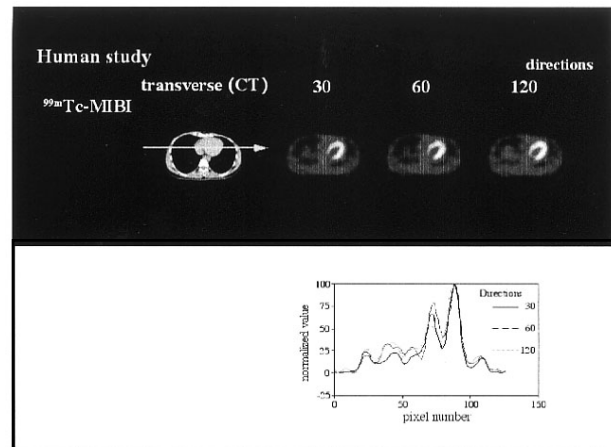 Human study
directions
transverse (CT) 30 60 120
99mTc-MIBI
100
75
50
25
0
-25
normalized value
0 50 100 150
pixel number
Directions
30
60
120